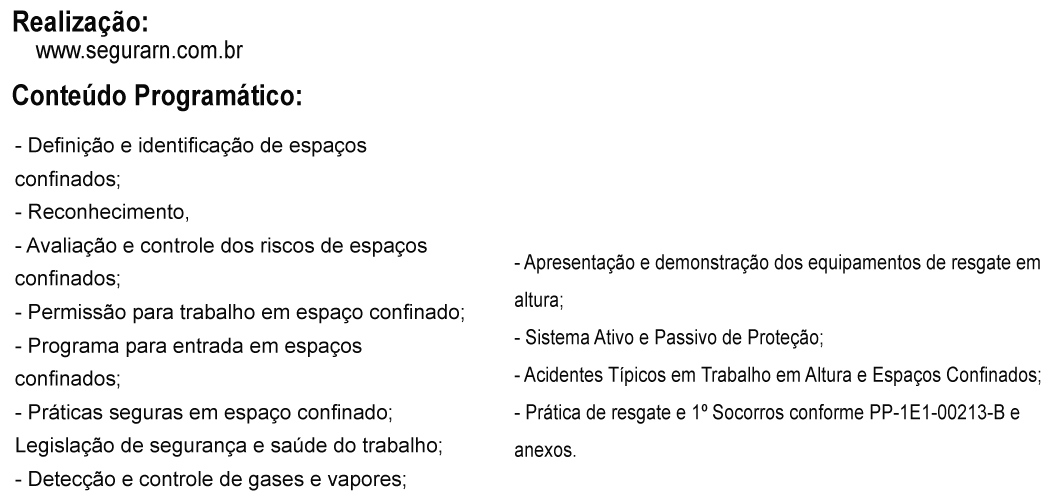 Realização:
www.segurarn.com.br
Conteúdo Programático:
- Definição e identificação de espaços
confinados;
- Reconhecimento,
- Avaliação e controle dos riscos de espaços
confinados;
- Permissão para trabalho em espaço confinado;
- Programa para entrada em espaços
confinados;
- Práticas seguras em espaço confinado;
Legislação de segurança e saúde do trabalho;
- Detecção e controle de gases e vapores;
- Apresentação e demonstração dos equipamentos de resgate em
altura;
- Sistema Ativo e Passivo de Proteção;
- Acidentes Típicos em Trabalho em Altura e Espaços Confinados;
- Prática de resgate e 1º Socorros conforme PP-1E1-00213-B e
anexos.